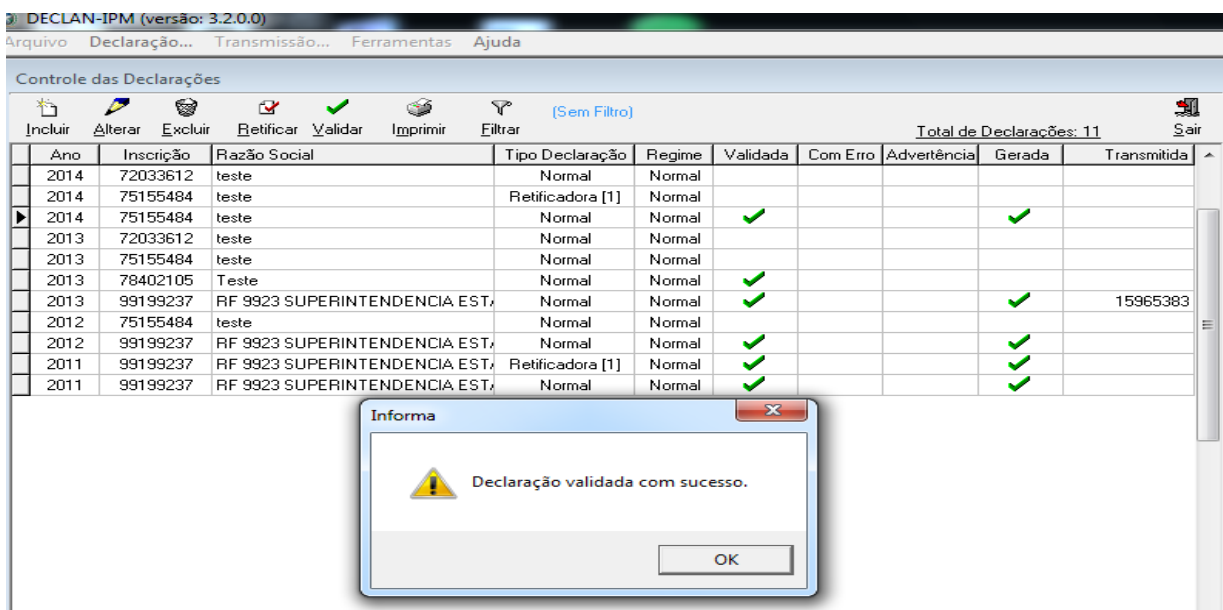 DECLAN-IPM (versão: 3.2.0.0)
Arquivo Declaração... Transmissão... Ferramentas Ajuda
Controle das Declarações
Incluir Alterar Excluir Retificar Validar Imprimir Filtrar (Sem Filtro) Total de Declarações: 11 Sair
Ano Inscrição Razão Social Tipo Declaração Regime Validada Com Erro Advertência Gerada Transmitida
2014 72033612 teste Normal Normal
2014 75155484 teste Retificadora [1] Normal
2014 75155484 teste Normal Normal
2013 72033612 teste Normal Normal
2013 75155484 teste Normal Normal
2013 78402105 Teste Normal Normal
2013 99199237 RF 9923 SUPERINTENDENCIA ESTA Normal Normal 15965383
2012 75155484 teste Normal Normal
2012 99199237 RF 9923 SUPERINTENDENCIA ESTA Normal Normal
2011 99199237 RF 9923 SUPERINTENDENCIA ESTA Retificadora [1] Normal
2011 99199237 RF 9923 SUPERINTENDENCIA ESTA Normal Normal
Informa
Declaração validada com sucesso.
OK